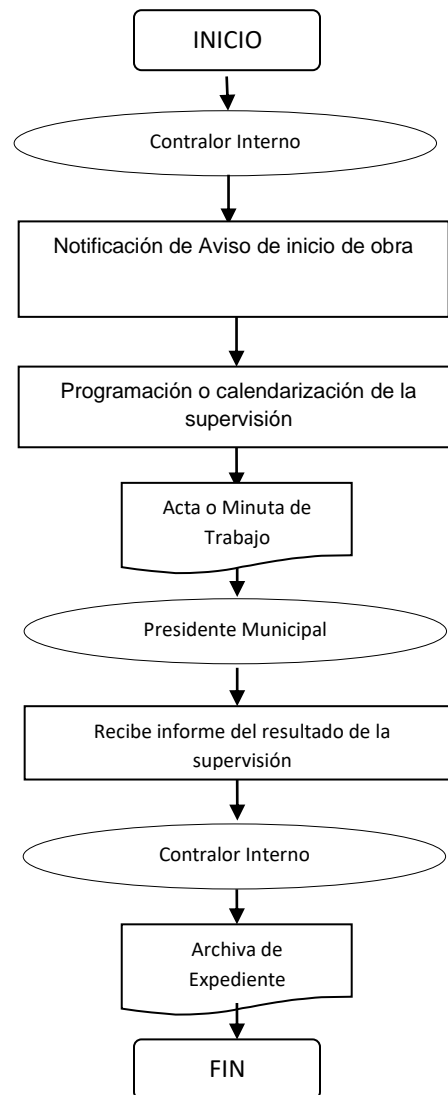 INICIO
Contralor Interno
Notificación de Aviso de inicio de obra
Programación o calendarización de la
supervisión
Acta o Minuta de
Trabajo
Presidente Municipal
Recibe informe del resultado de la
supervisión
Contralor Interno
Archiva de
Expediente
FIN